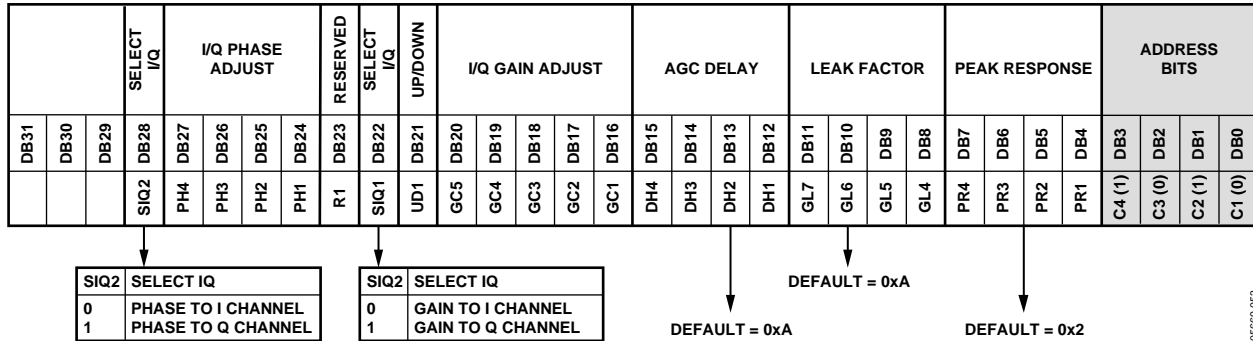 SELECT I/Q
I/Q PHASE ADJUST
RESERVED
SELECT I/Q
UP/DOWN
I/Q GAIN ADJUST
AGC DELAY
LEAK FACTOR
PEAK RESPONSE
ADDRESS BITS
DB31 DB30 DB29 DB28 DB27 DB26 DB25 DB24 DB23 DB22 DB21 DB20 DB19 DB18 DB17 DB16 DB15 DB14 DB13 DB12 DB11 DB10 DB9 DB8 DB7 DB6 DB5 DB4 DB3 DB2 DB1 DB0
SIQ2 PH4 PH3 PH2 PH1 R1 SIQ1 UD1 GC5 GC4 GC3 GC2 GC1 DH4 DH3 DH2 DH1 GL7 GL6 GL5 GL4 PR4 PR3 PR2 PR1 C4 (1) C3 (0) C2 (1) C1 (0)
SIQ2 SELECT IQ
0 PHASE TO I CHANNEL
1 PHASE TO Q CHANNEL
SIQ2 SELECT IQ
0 GAIN TO I CHANNEL
1 GAIN TO Q CHANNEL
DEFAULT = 0xA
DEFAULT = 0xA
DEFAULT = 0x2